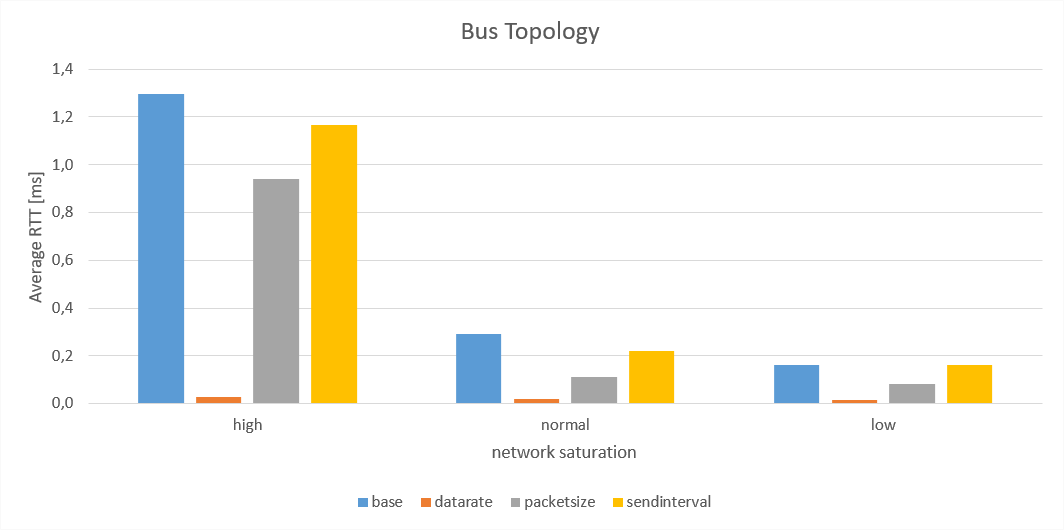 Bus Topology
Average RTT [ms]
1,4
1,2
1,0
0,8
0,6
0,4
0,2
0,0
high normal low
network saturation
base datarate packetsize sendinterval